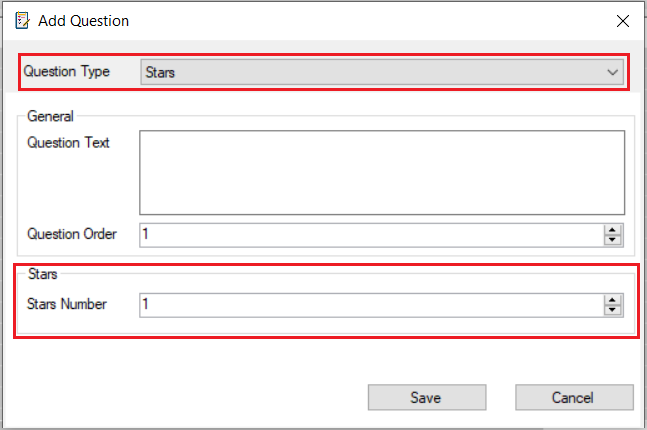 Add Question
Question Type Stars
General
Question Text
Question Order 1
Stars
Stars Number 1
Save Cancel